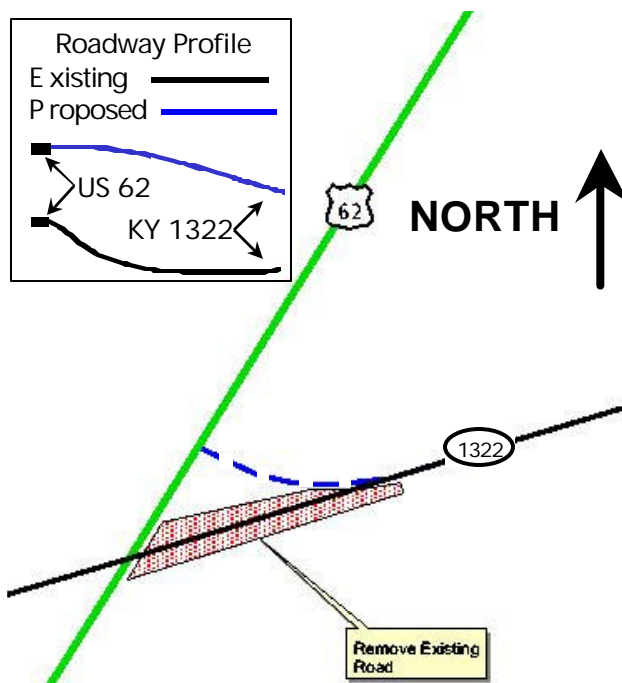 Roadway Profile
E xisting
P roposed
US 62
KY 1322
62
NORTH
1322
Remove Existing
Road